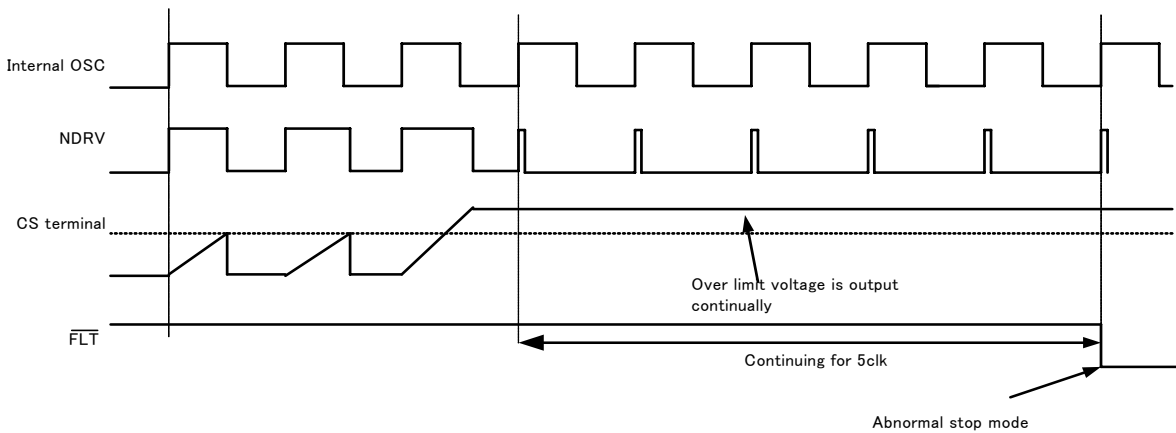 Internal OSC
NDRV
CS terminal
Over limit voltage is output
continually
FLT
Continuing for 5clk
Abnormal stop mode